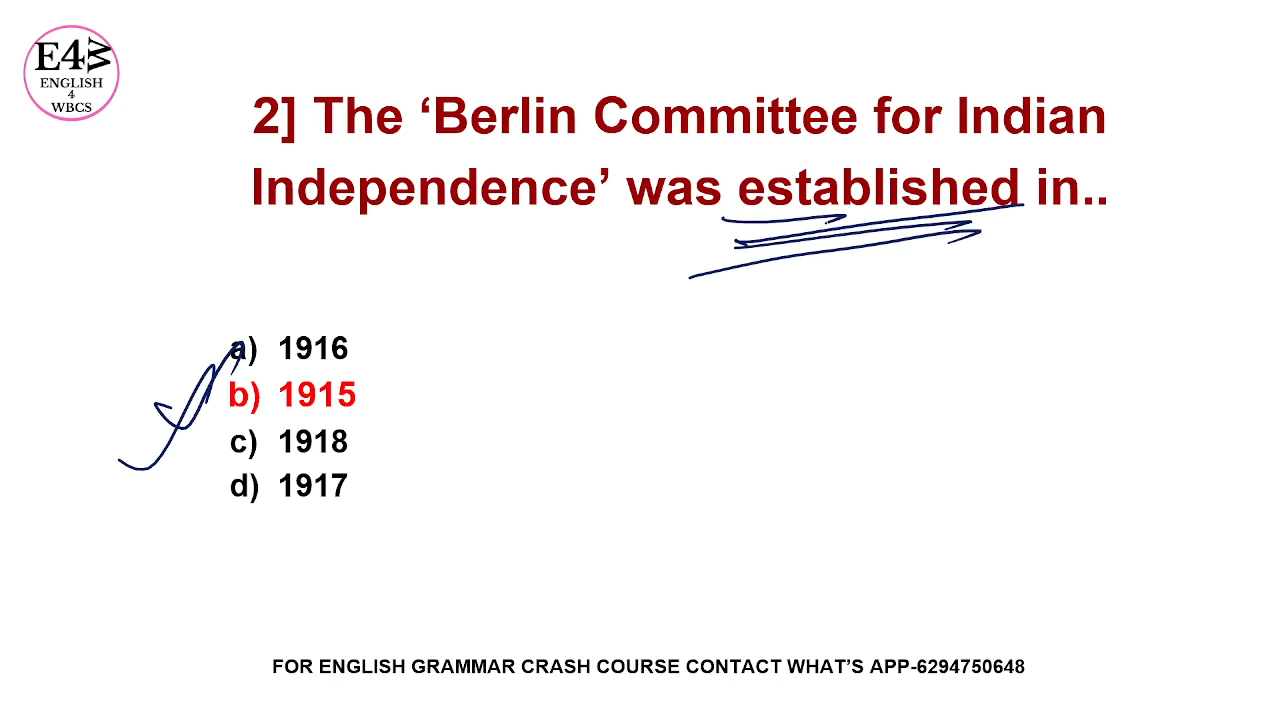 E4W
ENGLISH
4
WBCS
2] The ‘Berlin Committee for Indian
Independence’ was established in..
a) 1916
b) 1915
c) 1918
d) 1917
FOR ENGLISH GRAMMAR CRASH COURSE CONTACT WHAT’S APP-6294750648